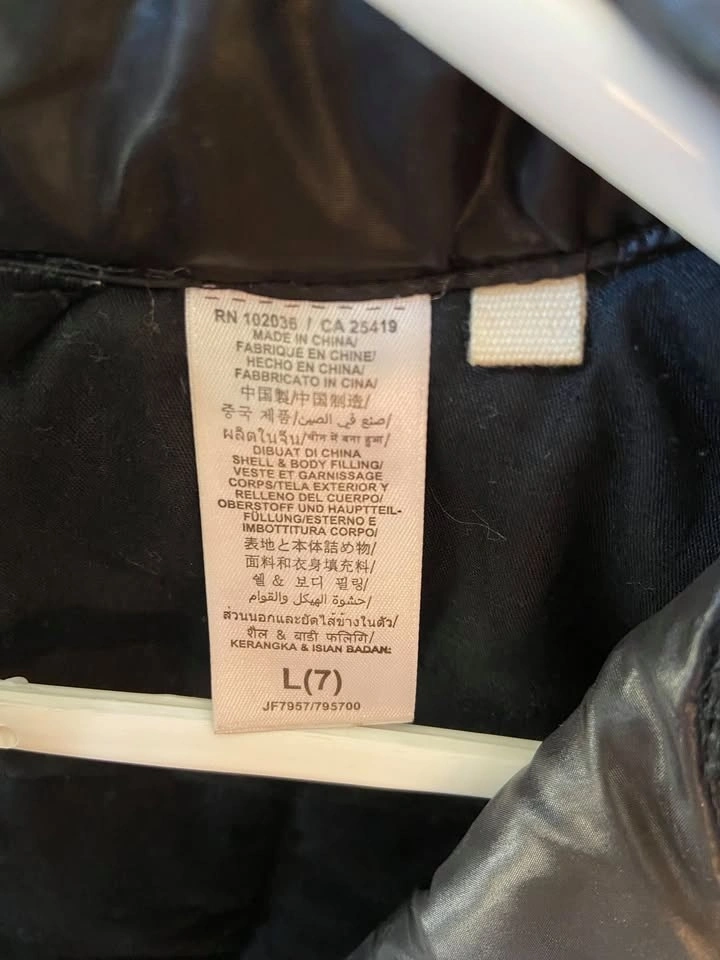 RN 102036 / CA 25419
MADE IN CHINA/
FABRIQUE EN CHINE/
HECHO EN CHINA/
FABBRICATO IN CINA/
中国製/中国制造/
중국 제품/صنع في الصين/
ผลิตในจีน/चीन में बना हुआ/
DIBUAT DI CHINA
SHELL & BODY FILLING/
VESTE ET GARNISSAGE
CORPS/TELA EXTERIOR Y
RELLENO DEL CUERPO/
OBERSTOFF UND HAUPTTEIL-
FÜLLUNG/ESTERNO E
IMBOTTITURA CORPO/
表地と本体詰め物/
面料和衣身填充料/
쉘 & 보디 필링/
حشوة الهيكل والقوام/
ส่วนนอกและยัดไส้ข้างในตัว/
शैल & बाडी फलिंगि/
KERANGKA & ISIAN BADAN:
L(7)
JF7957/795700